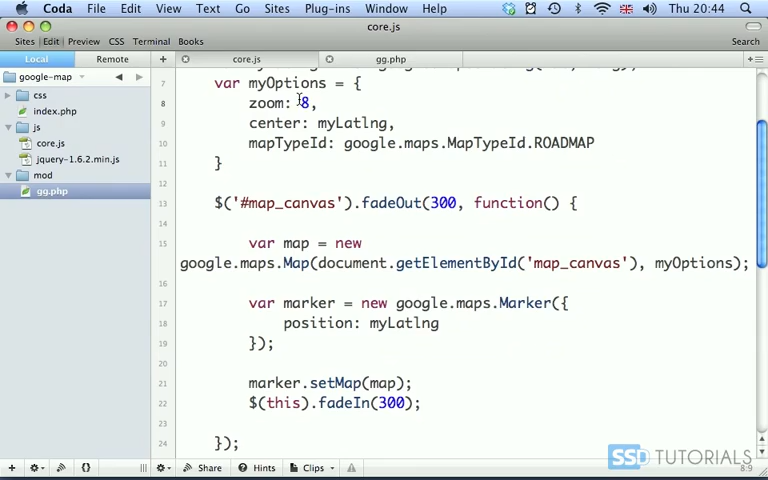 Coda File Edit View Text Go Sites Plug-ins Window Help Thu 20:44
core.js
Sites Edit Preview CSS Terminal Books Search
Local Remote core.js gg.php
google-map
css
index.php
js
core.js
jquery-1.6.2.min.js
mod
gg.php
7 var myOptions = {
8 zoom: 8,
9 center: myLatlng,
10 mapTypeId: google.maps.MapTypeId.ROADMAP
11 }
12
13 $('#map_canvas').fadeOut(300, function() {
14
15 var map = new
google.maps.Map(document.getElementById('map_canvas'), myOptions);
16
17 var marker = new google.maps.Marker({
18 position: myLatlng
19 });
20
21 marker.setMap(map);
22 $(this).fadeIn(300);
23
24 });
Share Hints Clips 8:9
SSD TUTORIALS